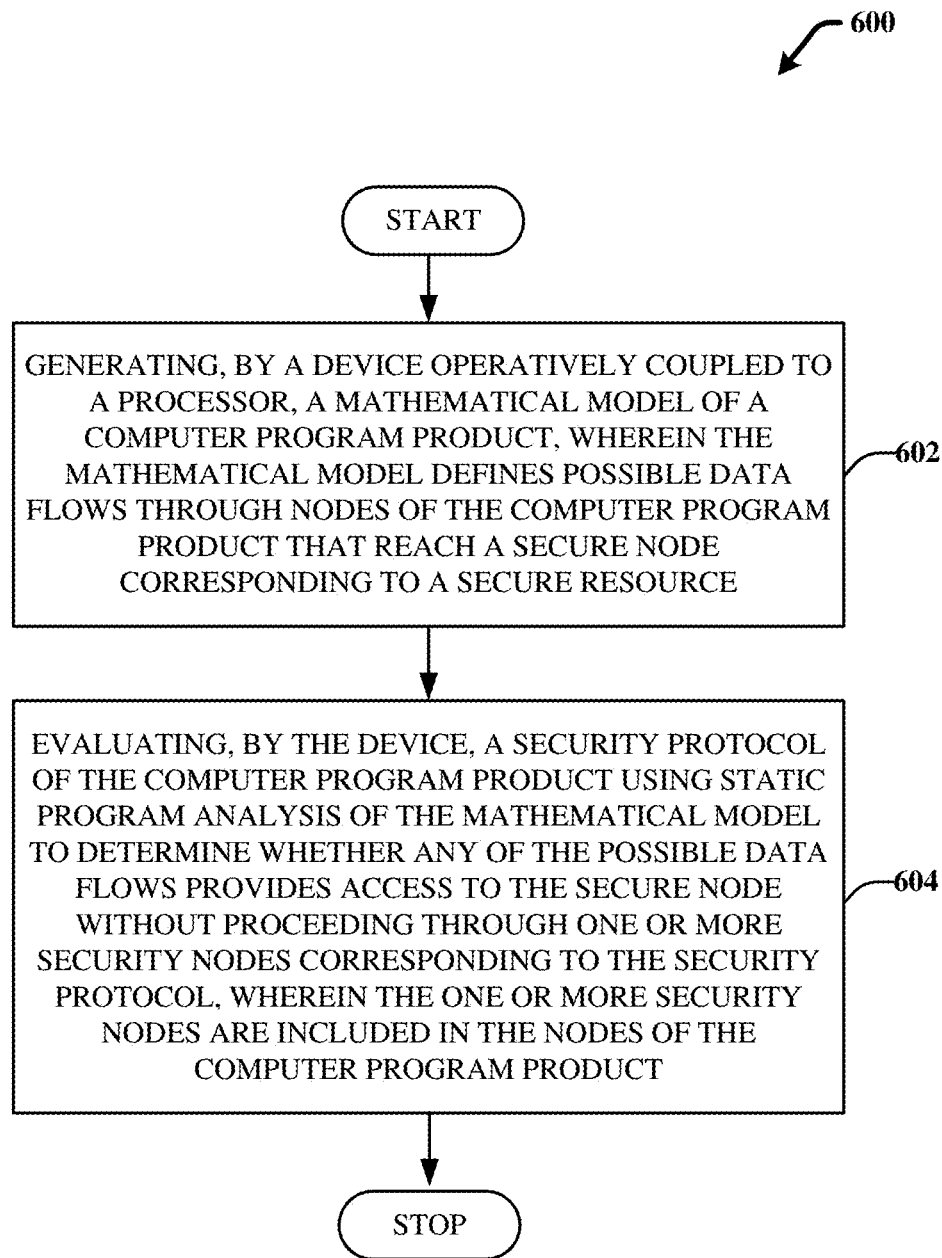 600
START
GENERATING, BY A DEVICE OPERATIVELY COUPLED TO
A PROCESSOR, A MATHEMATICAL MODEL OF A
COMPUTER PROGRAM PRODUCT, WHEREIN THE
MATHEMATICAL MODEL DEFINES POSSIBLE DATA
FLOWS THROUGH NODES OF THE COMPUTER PROGRAM
PRODUCT THAT REACH A SECURE NODE
CORRESPONDING TO A SECURE RESOURCE
602
EVALUATING, BY THE DEVICE, A SECURITY PROTOCOL
OF THE COMPUTER PROGRAM PRODUCT USING STATIC
PROGRAM ANALYSIS OF THE MATHEMATICAL MODEL
TO DETERMINE WHETHER ANY OF THE POSSIBLE DATA
FLOWS PROVIDES ACCESS TO THE SECURE NODE
WITHOUT PROCEEDING THROUGH ONE OR MORE
SECURITY NODES CORRESPONDING TO THE SECURITY
PROTOCOL, WHEREIN THE ONE OR MORE SECURITY
NODES ARE INCLUDED IN THE NODES OF THE
COMPUTER PROGRAM PRODUCT
604
STOP